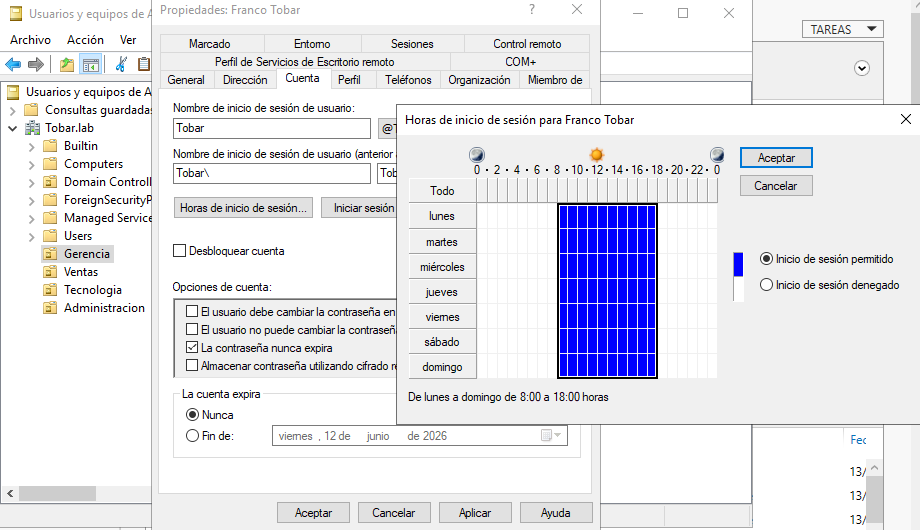 Usuarios y equipos de A
Archivo Acción Ver
Usuarios y equipos de A
Consultas guardadas
Tobar.lab
Builtin
Computers
Domain Controll
ForeignSecurityP
Managed Service
Users
Gerencia
Ventas
Tecnologia
Administracion
Propiedades: Franco Tobar
?
Marcado Entorno Sesiones Control remoto
Perfil de Servicios de Escritorio remoto COM+
General Dirección Cuenta Perfil Teléfonos Organización Miembro de
Nombre de inicio de sesión de usuario:
Tobar @T
Nombre de inicio de sesión de usuario (anterior a
Tobar\ Tob
Horas de inicio de sesión... Iniciar sesión
Desbloquear cuenta
Opciones de cuenta:
El usuario debe cambiar la contraseña en
El usuario no puede cambiar la contraseña
La contraseña nunca expira
Almacenar contraseña utilizando cifrado re
La cuenta expira
Nunca
Fin de: viernes , 12 de junio de 2026
Aceptar Cancelar Aplicar Ayuda
TAREAS
Horas de inicio de sesión para Franco Tobar
0 · 2 · 4 · 6 · 8 · 10 · 12 · 14 · 16 · 18 · 20 · 22 · 0
Todo
lunes
martes
miércoles
jueves
viernes
sábado
domingo
Aceptar
Cancelar
Inicio de sesión permitido
Inicio de sesión denegado
De lunes a domingo de 8:00 a 18:00 horas
Fec
13/
13/
13/